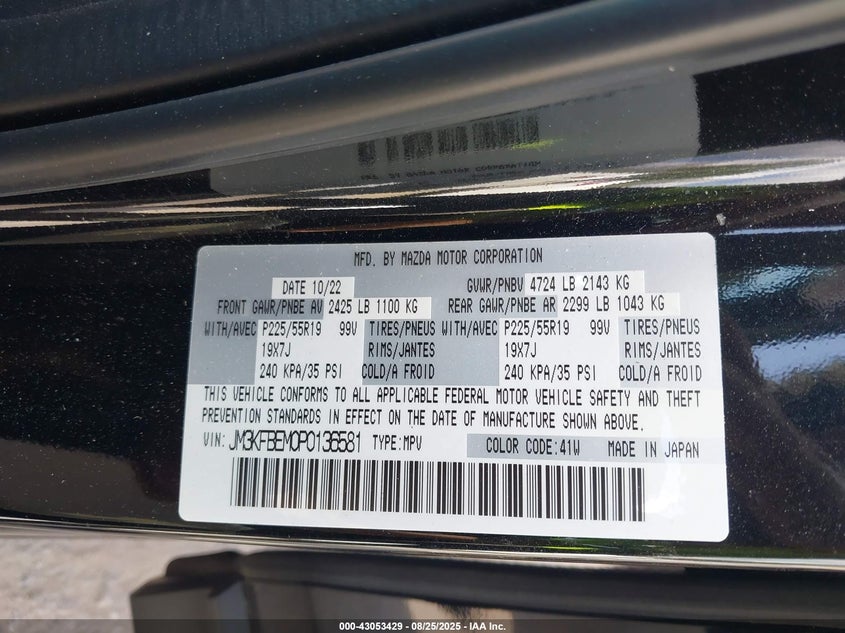 MFD. BY MAZDA MOTOR CORPORATION
DATE 10/22 GVWR/PNBV 4724 LB 2143 KG
FRONT GAWR/PNBE AV 2425 LB 1100 KG REAR GAWR/PNBE AR 2299 LB 1043 KG
WITH/AVEC P225/55R19 99V TIRES/PNEUS WITH/AVEC P225/55R19 99V TIRES/PNEUS
19X7J RIMS/JANTES 19X7J RIMS/JANTES
240 KPA/35 PSI COLD/A FROID 240 KPA/35 PSI COLD/A FROID
THIS VEHICLE CONFORMS TO ALL APPLICABLE FEDERAL MOTOR VEHICLE SAFETY AND THEFT
PREVENTION STANDARDS IN EFFECT ON THE DATE OF MANUFACTURE SHOWN ABOVE.
VIN: JM3KFBEM0P0136581 TYPE:MPV COLOR CODE:41W MADE IN JAPAN
000-43053429 - 08/25/2025 - IAA Inc.